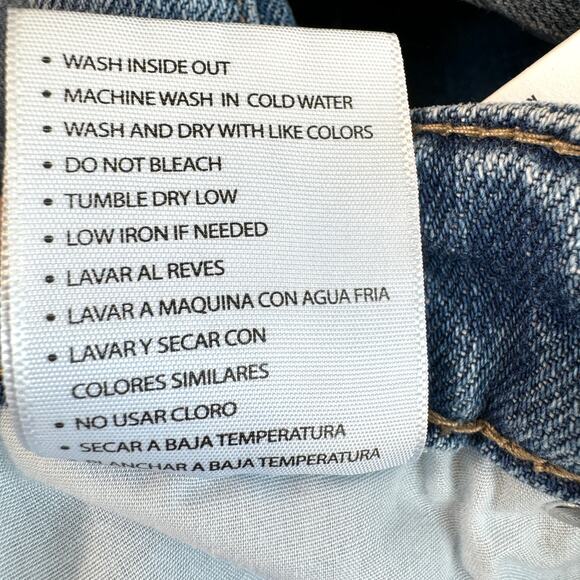 • WASH INSIDE OUT
• MACHINE WASH IN COLD WATER
• WASH AND DRY WITH LIKE COLORS
• DO NOT BLEACH
• TUMBLE DRY LOW
• LOW IRON IF NEEDED
• LAVAR AL REVES
• LAVAR A MAQUINA CON AGUA FRIA
• LAVAR Y SECAR CON
COLORES SIMILARES
• NO USAR CLORO
• SECAR A BAJA TEMPERATURA
• PLANCHAR A BAJA TEMPERATURA